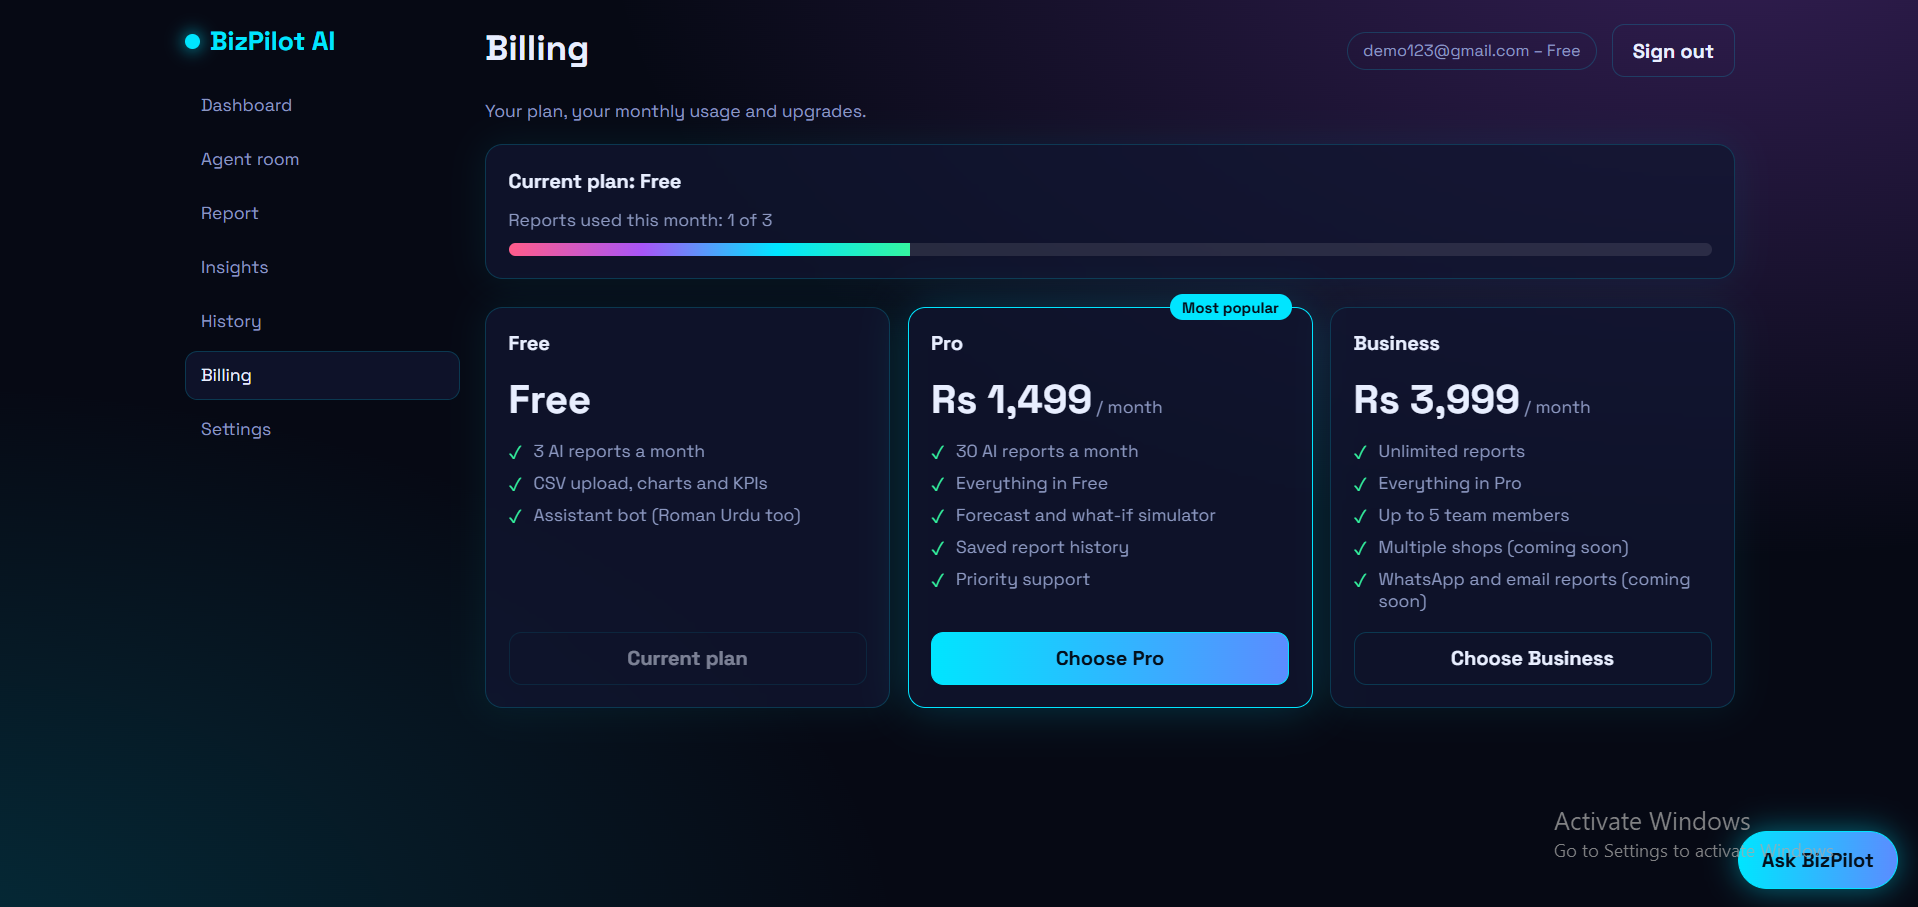 BizPilot AI
Dashboard
Agent room
Report
Insights
History
Billing
Settings
Billing
demo123@gmail.com – Free
Sign out
Your plan, your monthly usage and upgrades.
Current plan: Free
Reports used this month: 1 of 3
Free
Free
✓ 3 AI reports a month
✓ CSV upload, charts and KPIs
✓ Assistant bot (Roman Urdu too)
Current plan
Most popular
Pro
Rs 1,499 / month
✓ 30 AI reports a month
✓ Everything in Free
✓ Forecast and what-if simulator
✓ Saved report history
✓ Priority support
Choose Pro
Business
Rs 3,999 / month
✓ Unlimited reports
✓ Everything in Pro
✓ Up to 5 team members
✓ Multiple shops (coming soon)
✓ WhatsApp and email reports (coming
soon)
Choose Business
Activate Windows
Go to Settings to activate Windows.
Ask BizPilot